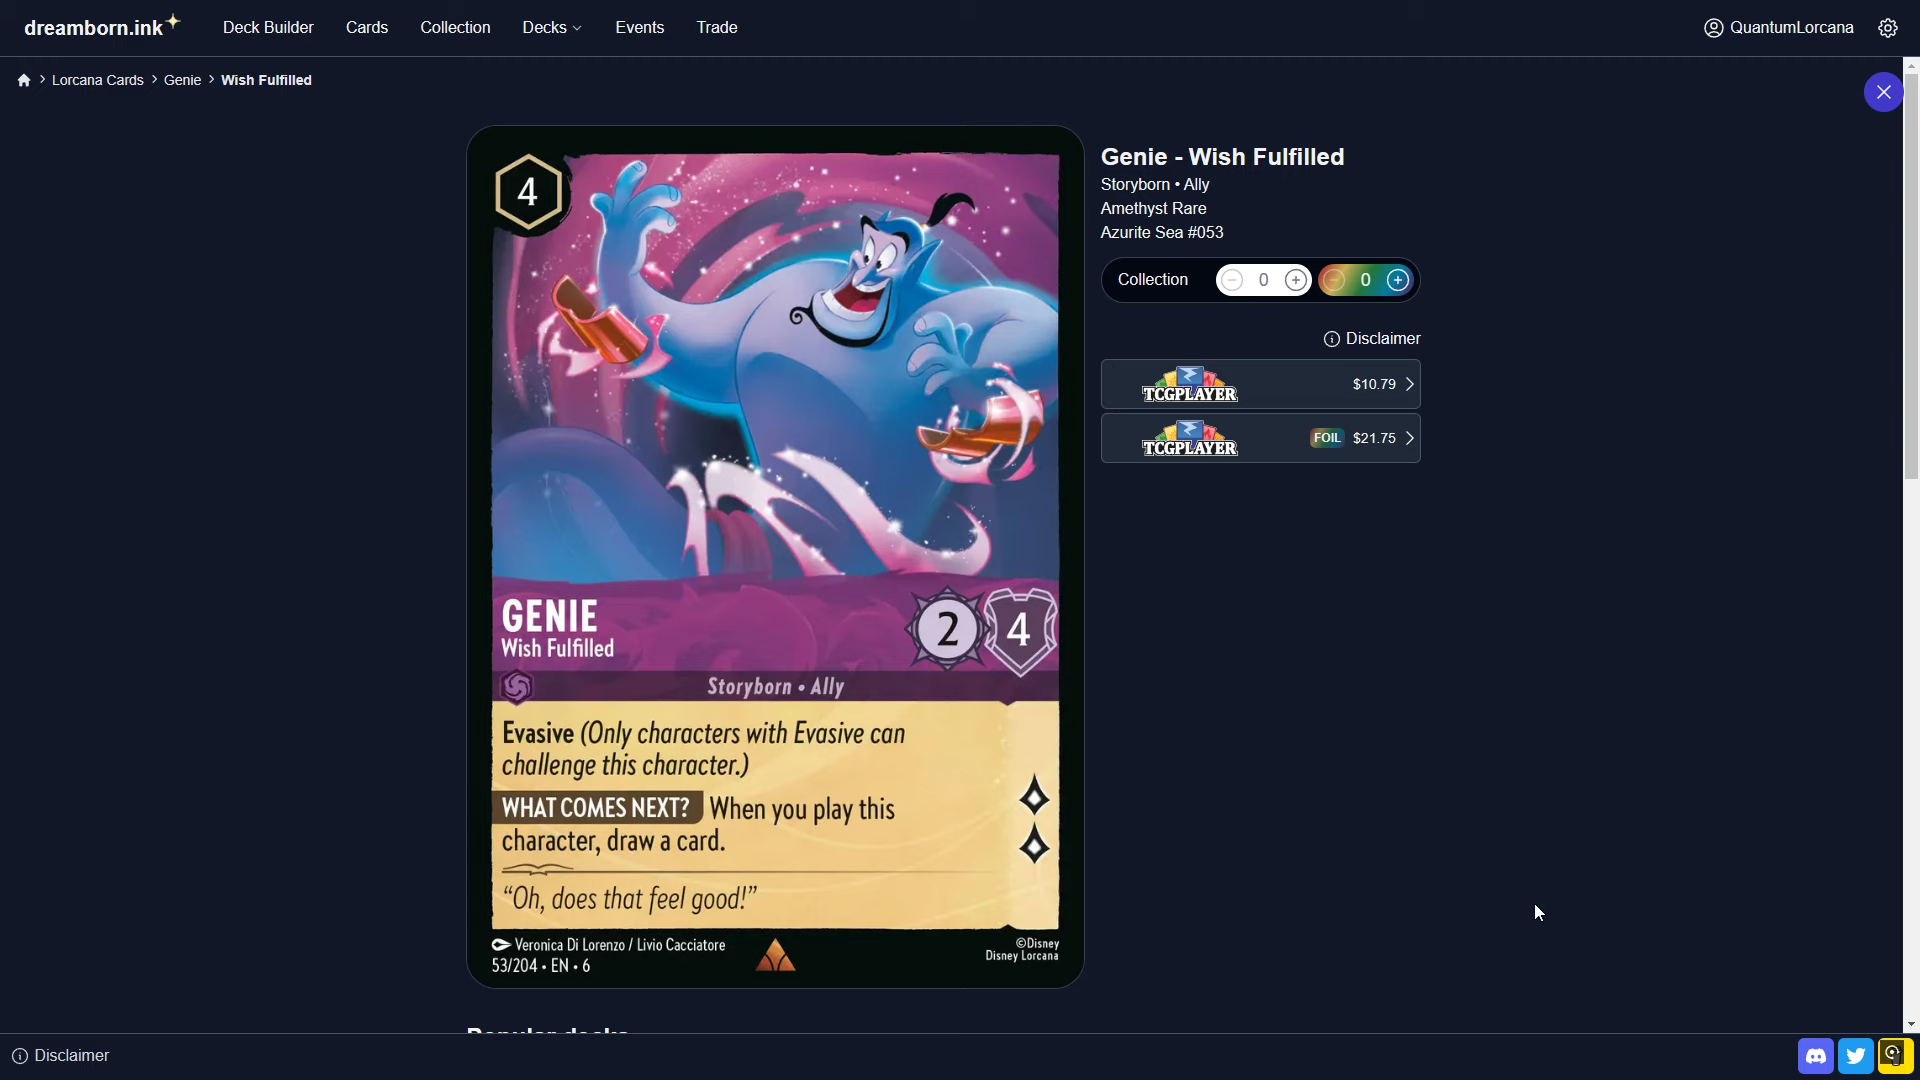 dreamborn.ink
Deck Builder
Cards
Collection
Decks
Events
Trade
QuantumLorcana
Lorcana Cards
Genie
Wish Fulfilled
4
GENIE
Wish Fulfilled
2
4
Storyborn • Ally
Evasive (Only characters with Evasive can
challenge this character.)
WHAT COMES NEXT? When you play this
character, draw a card.
“Oh, does that feel good!”
Veronica Di Lorenzo / Livio Cacciatore
53/204 • EN • 6
©Disney
Disney Lorcana
Genie - Wish Fulfilled
Storyborn • Ally
Amethyst Rare
Azurite Sea #053
Collection
0
0
Disclaimer
TCGPLAYER
$10.79
TCGPLAYER
FOIL
$21.75
Popular decks
Disclaimer